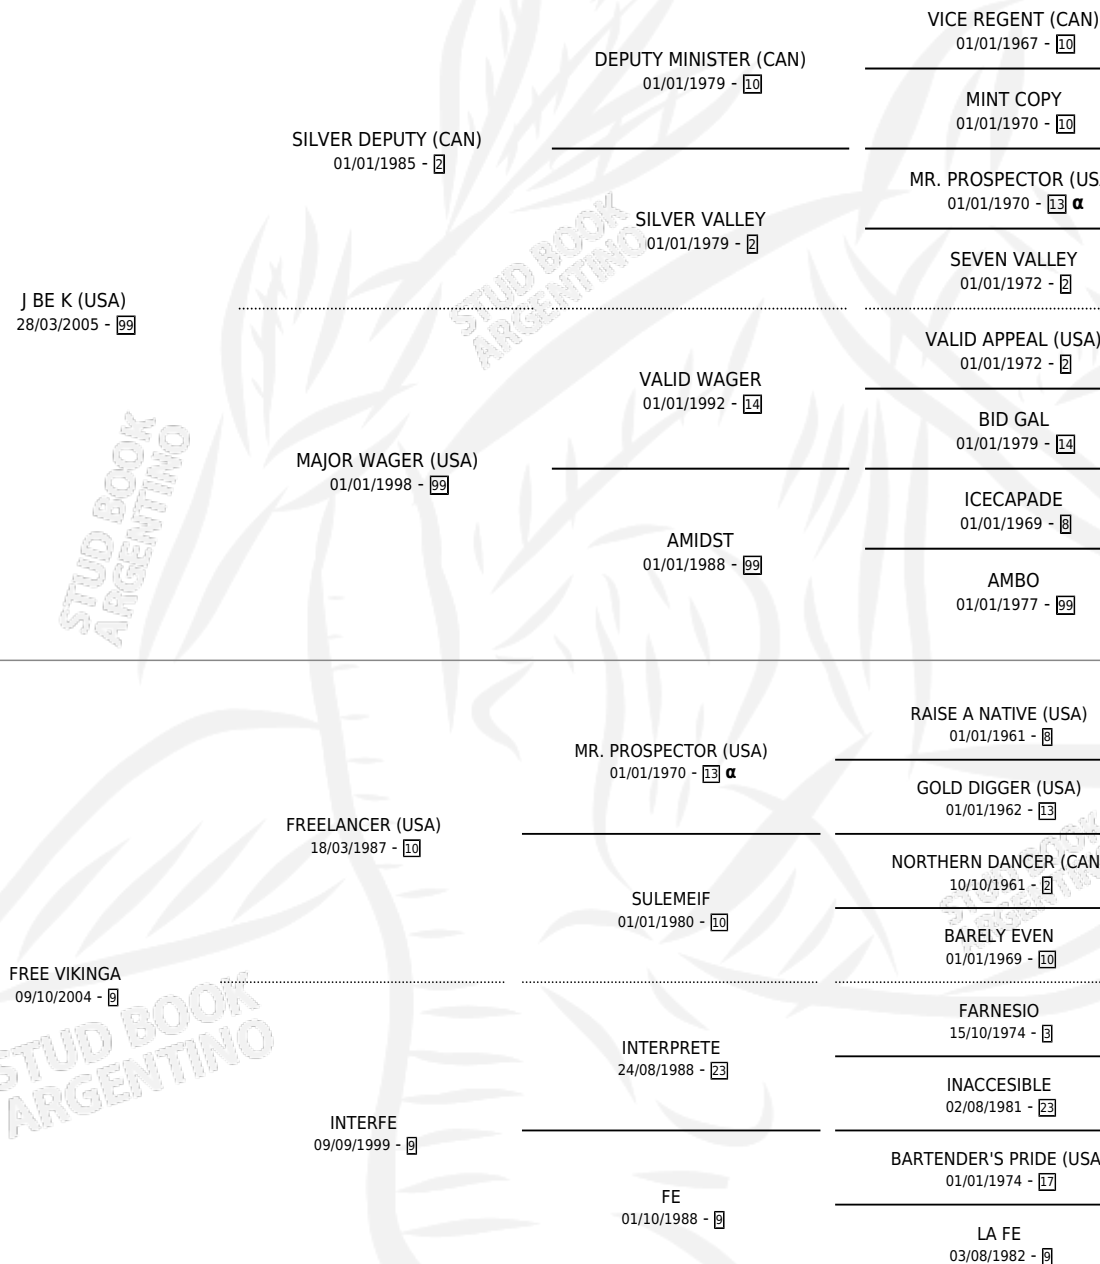 VICE REGENT (CAN)
01/01/1967 - 10
DEPUTY MINISTER (CAN)
01/01/1979 - 10
MINT COPY
01/01/1970 - 10
SILVER DEPUTY (CAN)
01/01/1985 - 2
MR. PROSPECTOR (US
01/01/1970 - 13 α
SILVER VALLEY
01/01/1979 - 2
SEVEN VALLEY
01/01/1972 - 2
J BE K (USA)
28/03/2005 - 99
VALID APPEAL (USA)
01/01/1972 - 2
VALID WAGER
01/01/1992 - 14
BID GAL
01/01/1979 - 14
MAJOR WAGER (USA)
01/01/1998 - 99
ICECAPADE
01/01/1969 - 8
AMIDST
01/01/1988 - 99
AMBO
01/01/1977 - 99
RAISE A NATIVE (USA)
01/01/1961 - 8
MR. PROSPECTOR (USA)
01/01/1970 - 13 α
GOLD DIGGER (USA)
01/01/1962 - 13
FREELANCER (USA)
18/03/1987 - 10
NORTHERN DANCER (CAN
10/10/1961 - 2
SULEMEIF
01/01/1980 - 10
BARELY EVEN
01/01/1969 - 10
FREE VIKINGA
09/10/2004 - 9
FARNESIO
15/10/1974 - 3
INTERPRETE
24/08/1988 - 23
INACCESIBLE
02/08/1981 - 23
INTERFE
09/09/1999 - 9
BARTENDER'S PRIDE (USA
01/01/1974 - 17
FE
01/10/1988 - 9
LA FE
03/08/1982 - 9
STUD BOOK
ARGENTINO
STUD BOOK
ARGENTINO
STUD BOOK
ARGENTINO
STUD BOOK
ARGENTINO